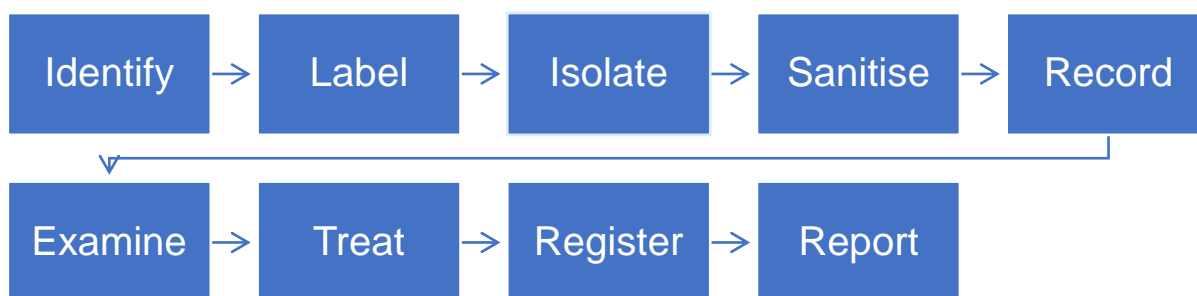 Identify Label Isolate Sanitise Record
Examine Treat Register Report